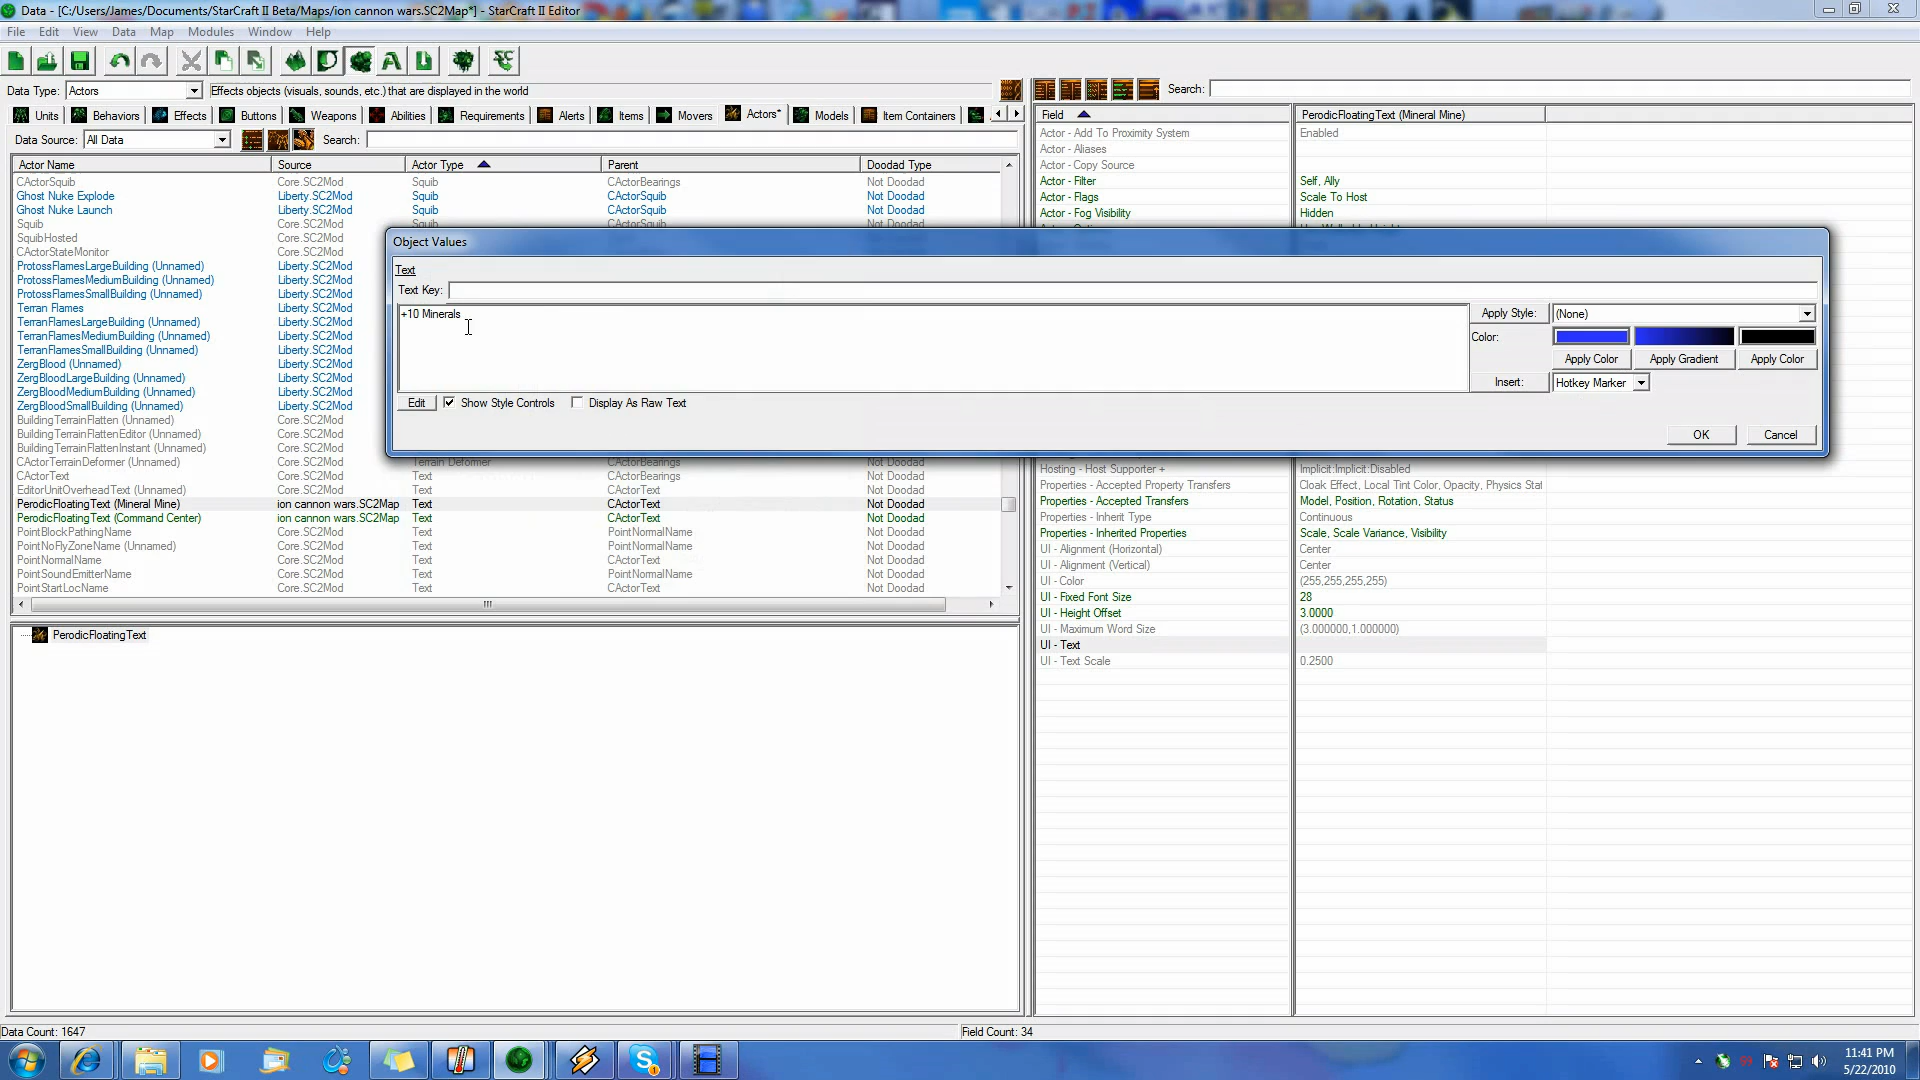 Data - [C:/Users/James/Documents/StarCraft II Beta/Maps/ion cannon wars.SC2Map*] - StarCraft II Editor
File Edit View Data Map Modules Window Help
Data Type: Actors Effects objects (visuals, sounds, etc.) that are displayed in the world
Search:
Units Behaviors Effects Buttons Weapons Abilities Requirements Alerts Items Movers Actors* Models Item Containers
Data Source: All Data Search:
Actor Name Source Actor Type Parent Doodad Type
CActorSquib Core.SC2Mod Squib CActorBearings Not Doodad
Ghost Nuke Explode Liberty.SC2Mod Squib CActorSquib Not Doodad
Ghost Nuke Launch Liberty.SC2Mod Squib CActorSquib Not Doodad
Squib Core.SC2Mod Squib CActorSquib Not Doodad
SquibHosted Core.SC2Mod
CActorStateMonitor Core.SC2Mod
ProtossFlamesLargeBuilding (Unnamed) Liberty.SC2Mod
ProtossFlamesMediumBuilding (Unnamed) Liberty.SC2Mod
ProtossFlamesSmallBuilding (Unnamed) Liberty.SC2Mod
Terran Flames Liberty.SC2Mod
TerranFlamesLargeBuilding (Unnamed) Liberty.SC2Mod
TerranFlamesMediumBuilding (Unnamed) Liberty.SC2Mod
TerranFlamesSmallBuilding (Unnamed) Liberty.SC2Mod
ZergBlood (Unnamed) Liberty.SC2Mod
ZergBloodLargeBuilding (Unnamed) Liberty.SC2Mod
ZergBloodMediumBuilding (Unnamed) Liberty.SC2Mod
ZergBloodSmallBuilding (Unnamed) Liberty.SC2Mod
BuildingTerrainFlatten (Unnamed) Core.SC2Mod
BuildingTerrainFlattenEditor (Unnamed) Core.SC2Mod
BuildingTerrainFlattenInstant (Unnamed) Core.SC2Mod
CActorTerrainDeformer (Unnamed) Core.SC2Mod Terrain Deformer CActorBearings Not Doodad
CActorText Core.SC2Mod Text CActorBearings Not Doodad
EditorUnitOverheadText (Unnamed) Core.SC2Mod Text CActorText Not Doodad
PerodicFloatingText (Mineral Mine) ion cannon wars.SC2Map Text CActorText Not Doodad
PerodicFloatingText (Command Center) ion cannon wars.SC2Map Text CActorText Not Doodad
PointBlockPathingName Core.SC2Mod Text PointNormalName Not Doodad
PointNoFlyZoneName (Unnamed) Core.SC2Mod Text PointNormalName Not Doodad
PointNormalName Core.SC2Mod Text CActorText Not Doodad
PointSoundEmitterName Core.SC2Mod Text PointNormalName Not Doodad
PointStartLocName Core.SC2Mod Text CActorText Not Doodad
Object Values
Text
Text Key:
+10 Minerals
Apply Style: (None)
Color:
Apply Color Apply Gradient Apply Color
Insert: Hotkey Marker
Edit Show Style Controls Display As Raw Text
OK Cancel
Field PerodicFloatingText (Mineral Mine)
Actor - Add To Proximity System Enabled
Actor - Aliases
Actor - Copy Source
Actor - Filter Self, Ally
Actor - Flags Scale To Host
Actor - Fog Visibility Hidden
Hosting - Host Supporter + Implicit:Implicit:Disabled
Properties - Accepted Property Transfers Cloak Effect, Local Tint Color, Opacity, Physics Stat
Properties - Accepted Transfers Model, Position, Rotation, Status
Properties - Inherit Type Continuous
Properties - Inherited Properties Scale, Scale Variance, Visibility
UI - Alignment (Horizontal) Center
UI - Alignment (Vertical) Center
UI - Color (255,255,255,255)
UI - Fixed Font Size 28
UI - Height Offset 3.0000
UI - Maximum Word Size (3.000000,1.000000)
UI - Text
UI - Text Scale 0.2500
PerodicFloatingText
Data Count: 1647 Field Count: 34
11:41 PM
5/22/2010